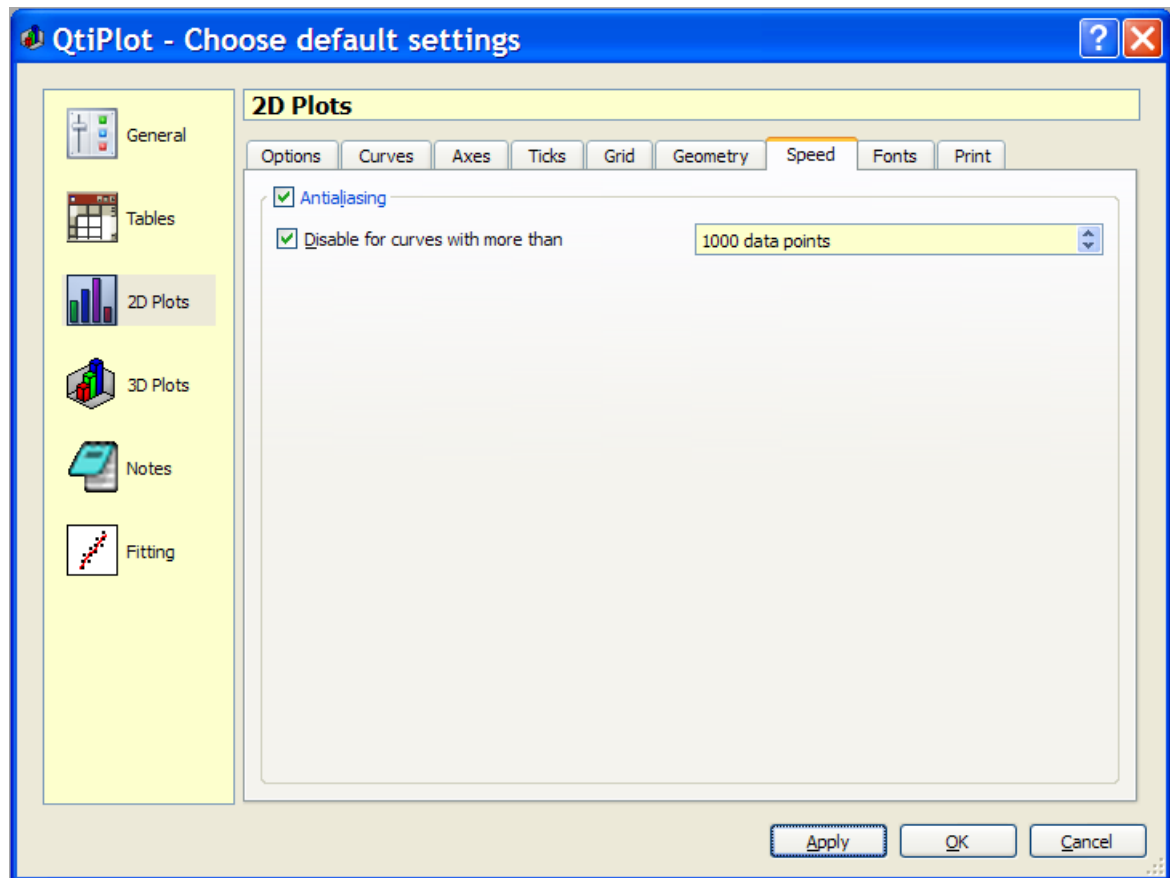 QtiPlot - Choose default settings
General
Tables
2D Plots
3D Plots
Notes
Fitting
2D Plots
Options Curves Axes Ticks Grid Geometry Speed Fonts Print
Antialiasing
Disable for curves with more than 1000 data points
Apply OK Cancel